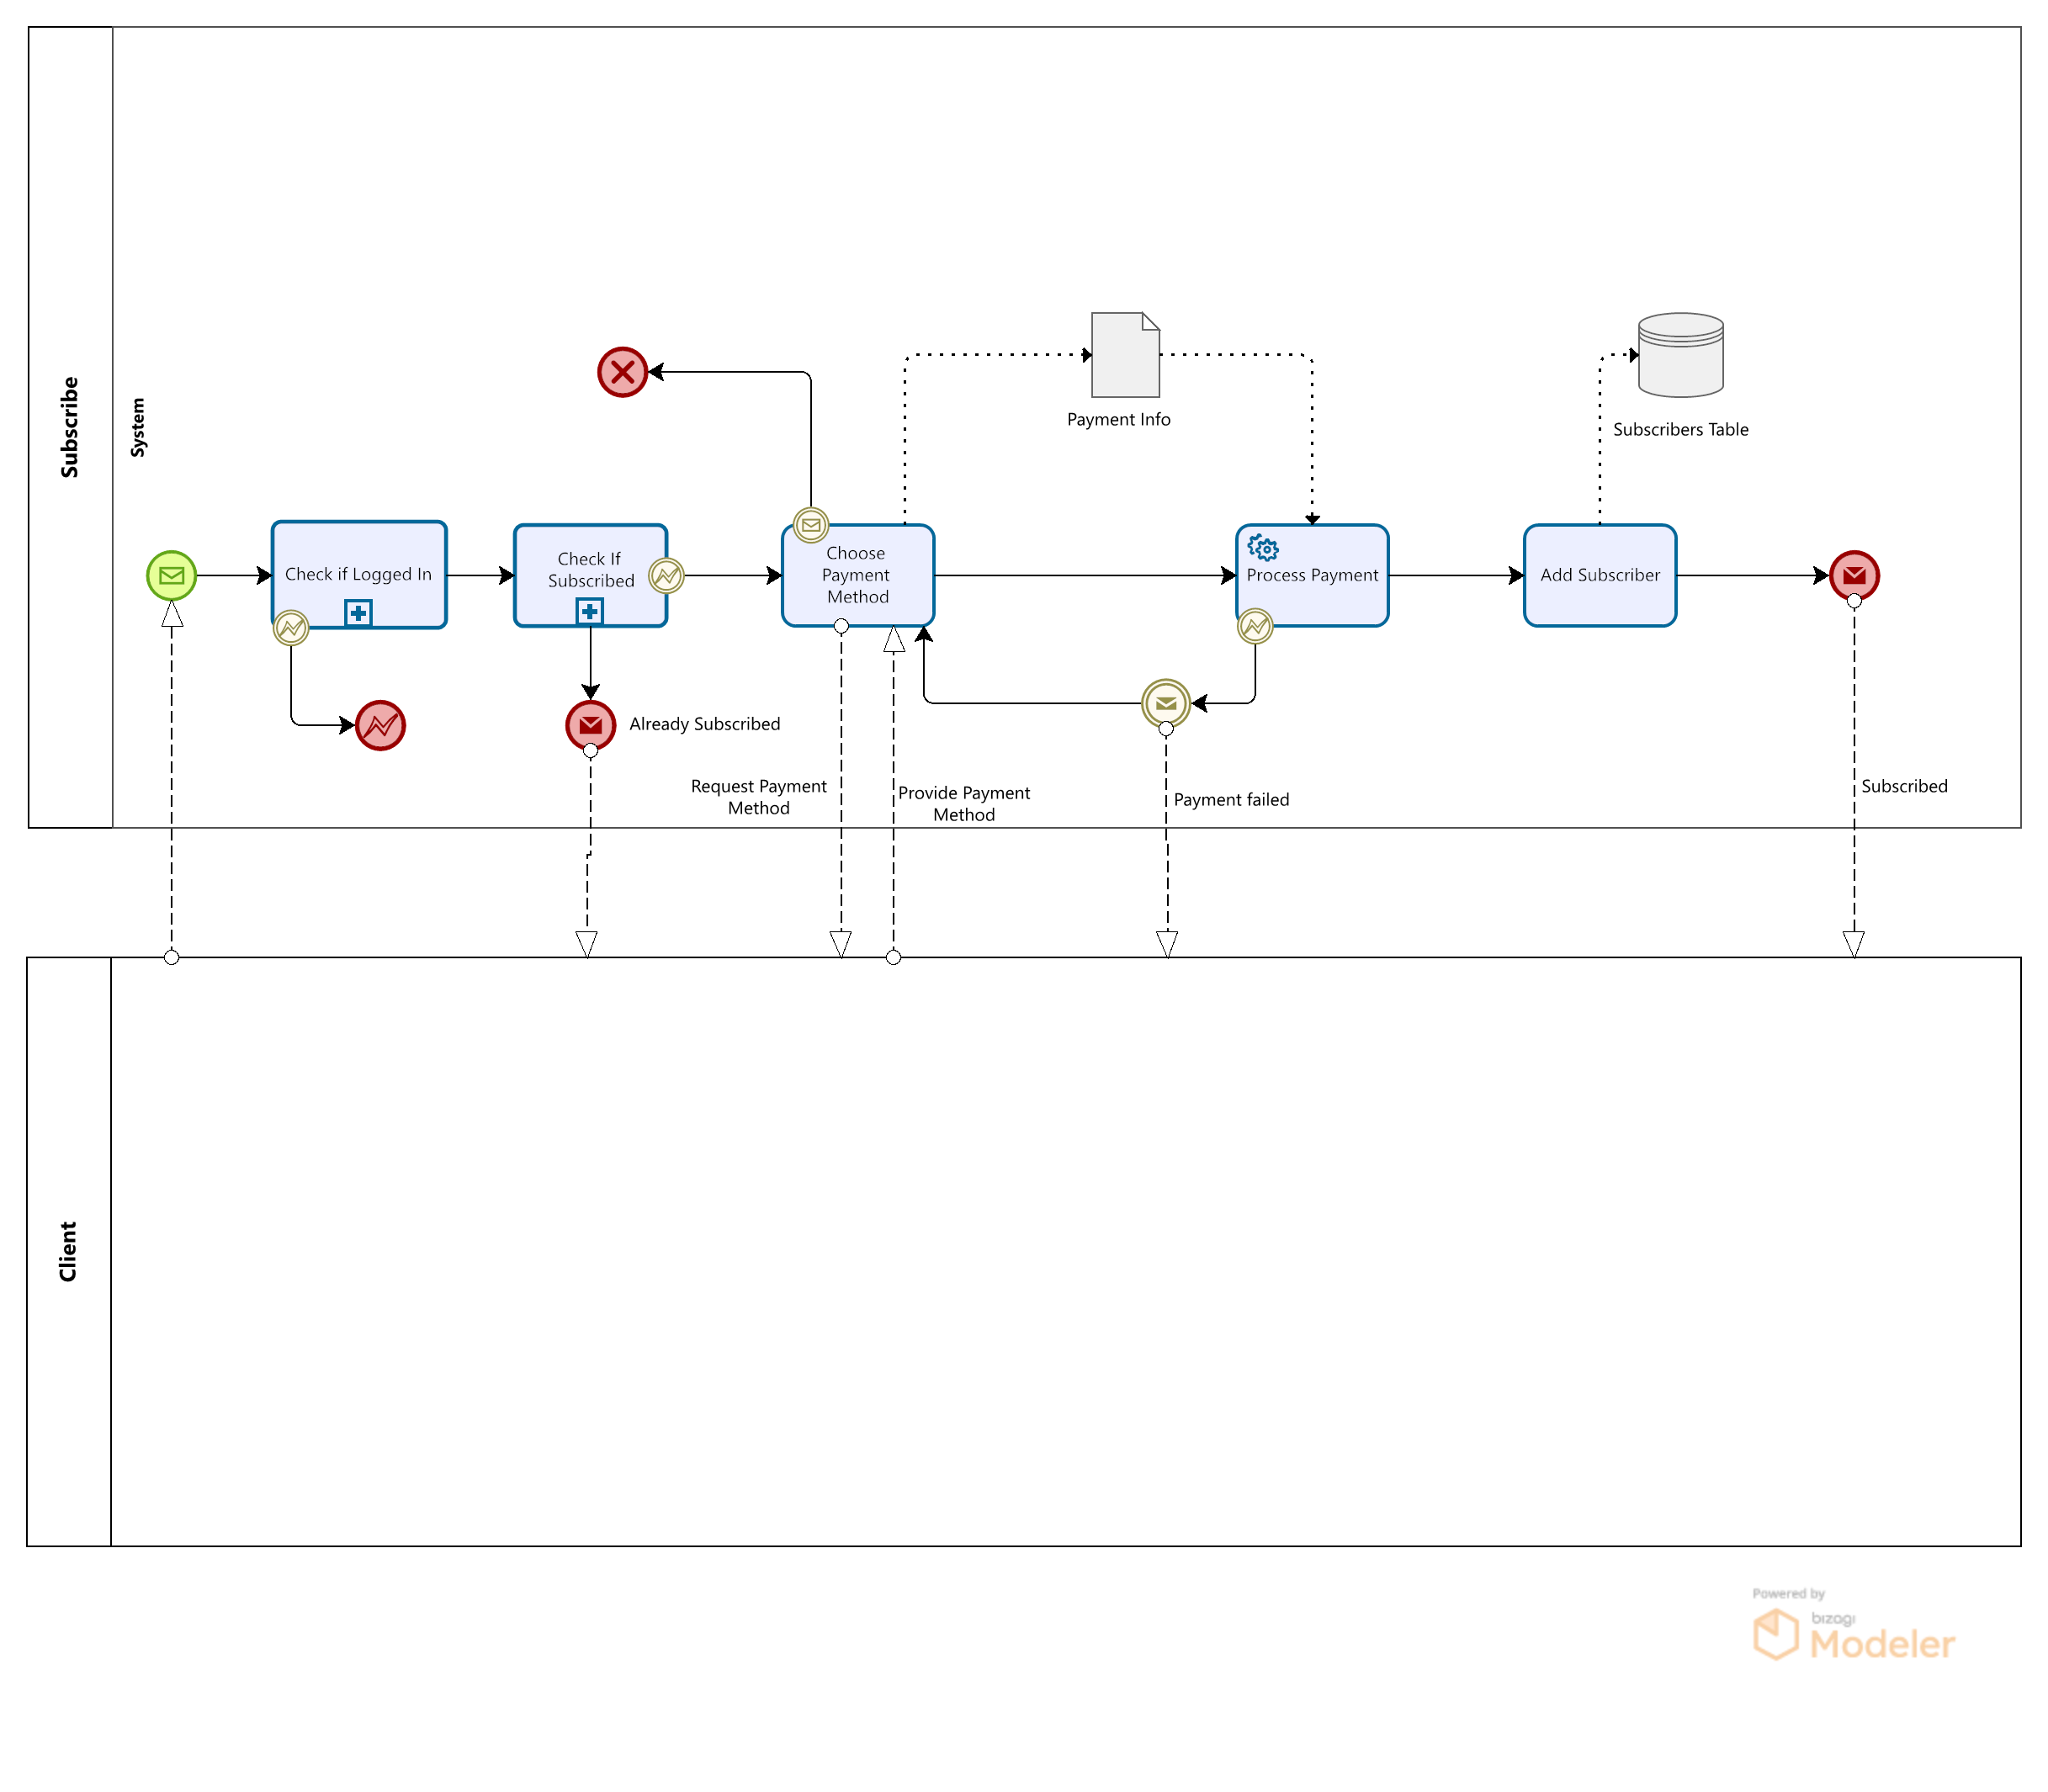 Subscribe
System
Payment Info
Subscribers Table
Check if Logged In
Check If
Subscribed
Choose
Payment
Method
Process Payment
Add Subscriber
Already Subscribed
Request Payment
Method
Provide Payment
Method
Payment failed
Subscribed
Client
Powered by
bizagi
Modeler